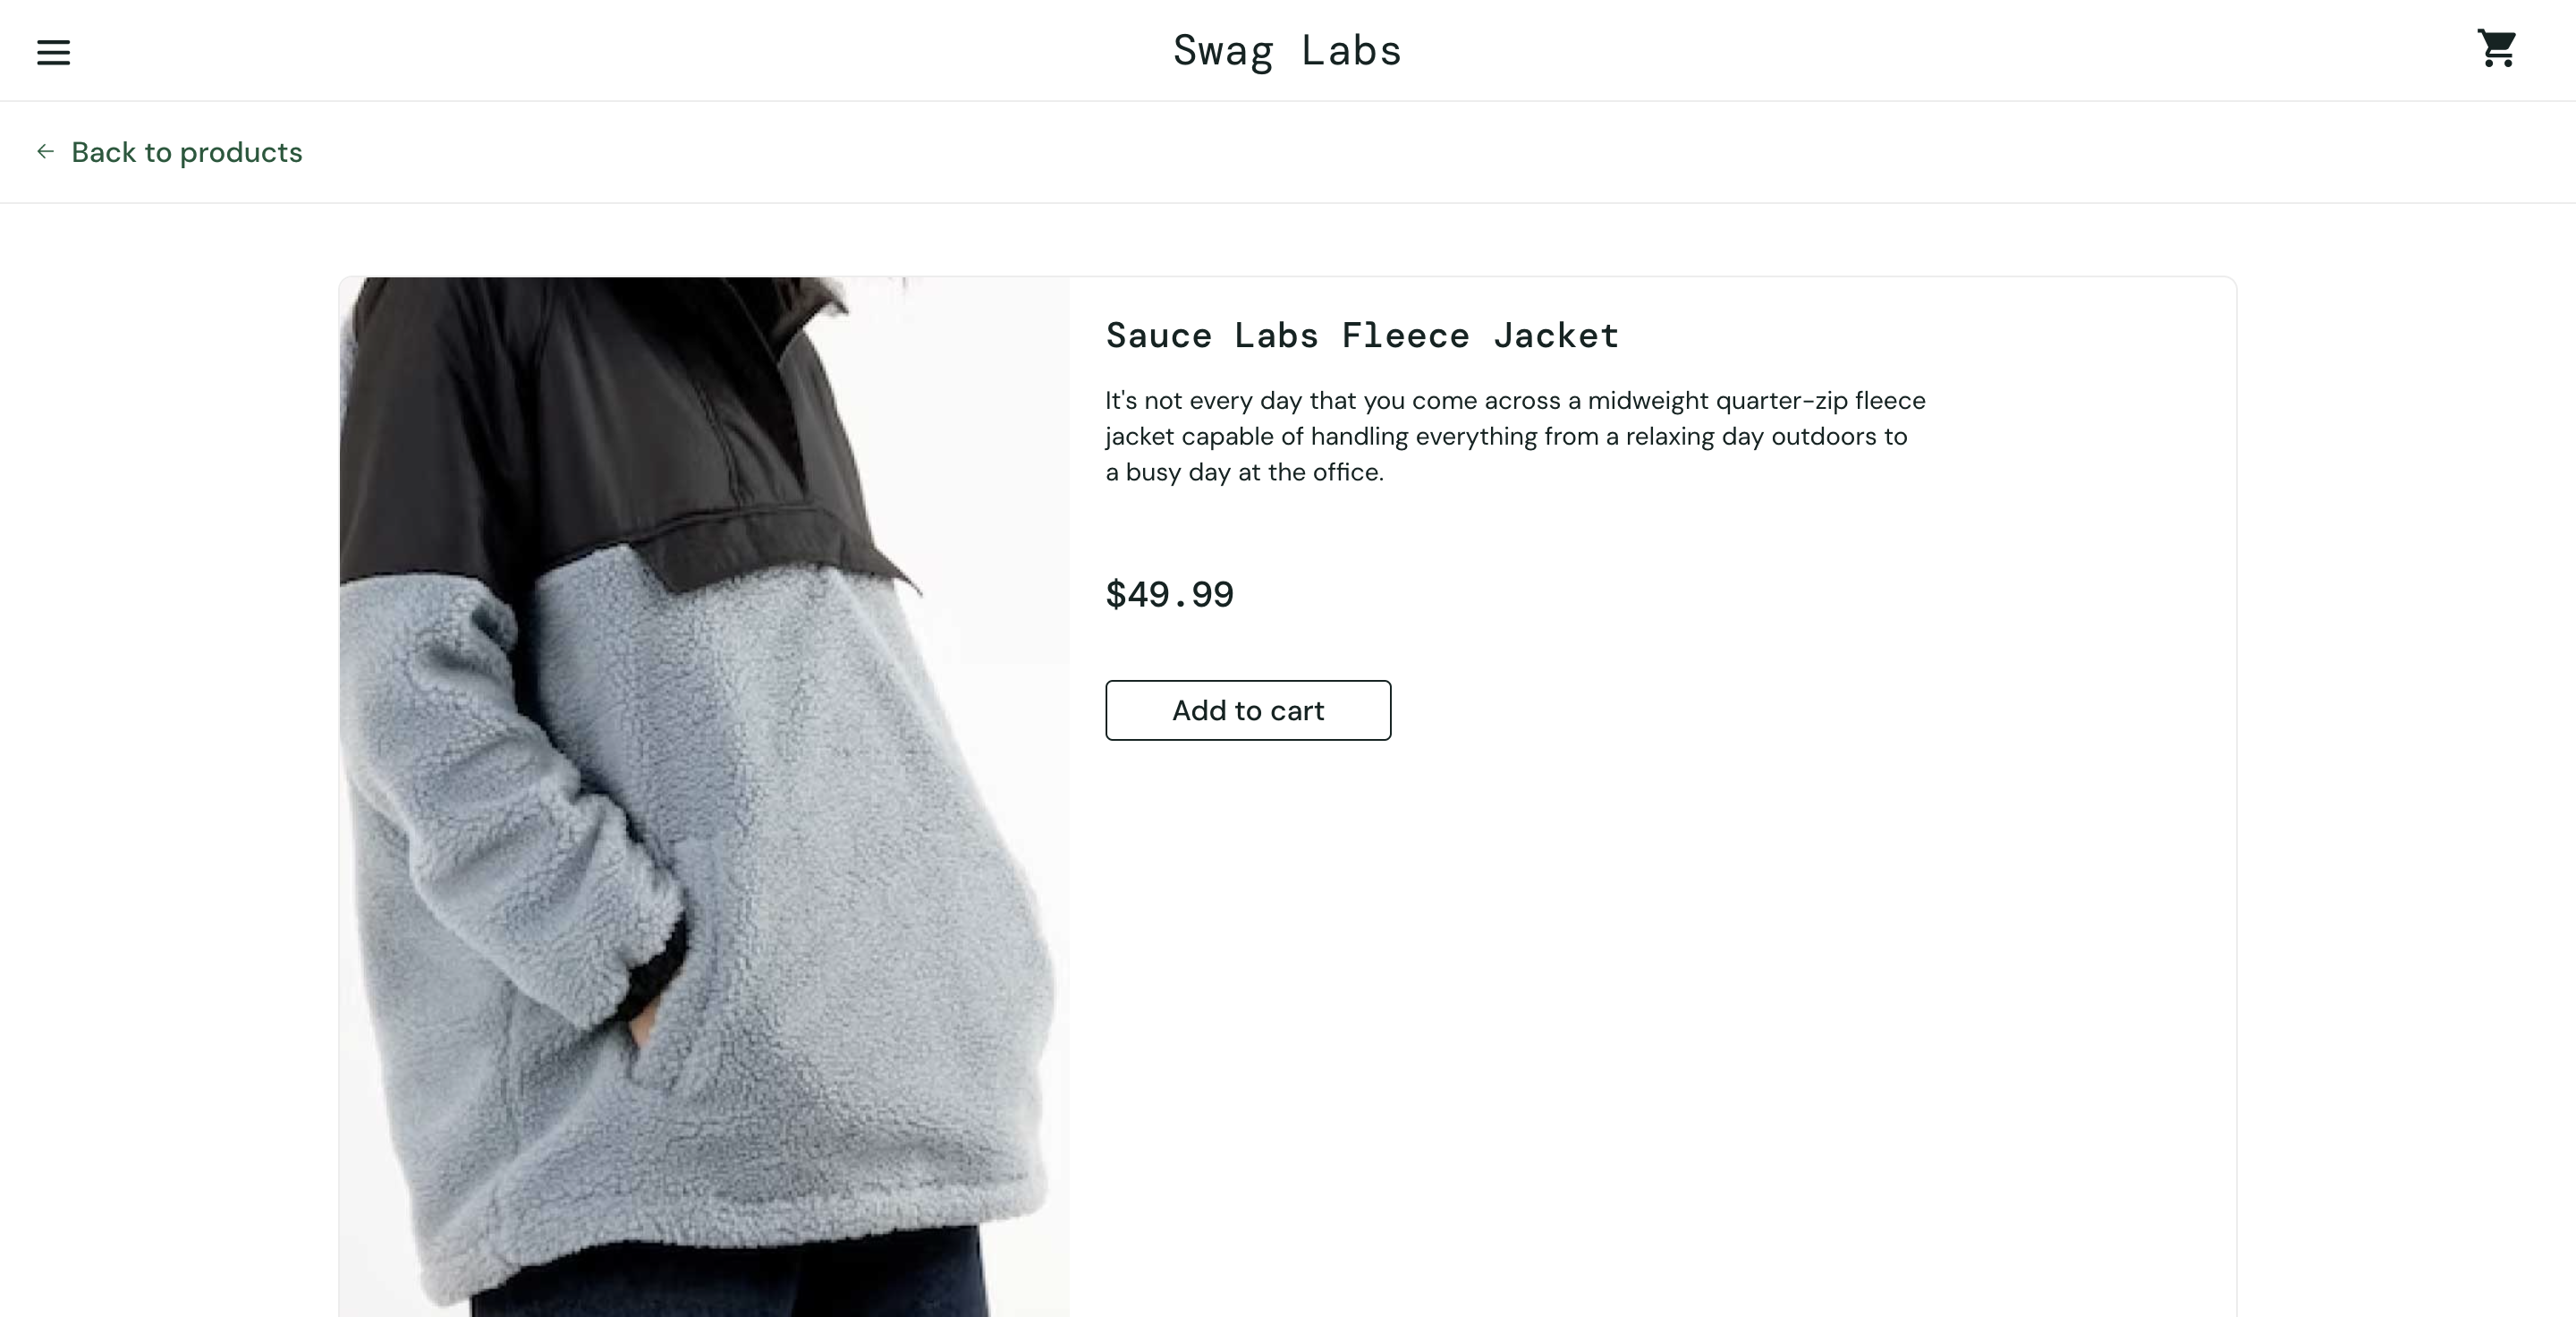 Swag Labs
Back to products
Sauce Labs Fleece Jacket
It's not every day that you come across a midweight quarter-zip fleece
jacket capable of handling everything from a relaxing day outdoors to
a busy day at the office.
$49.99
Add to cart